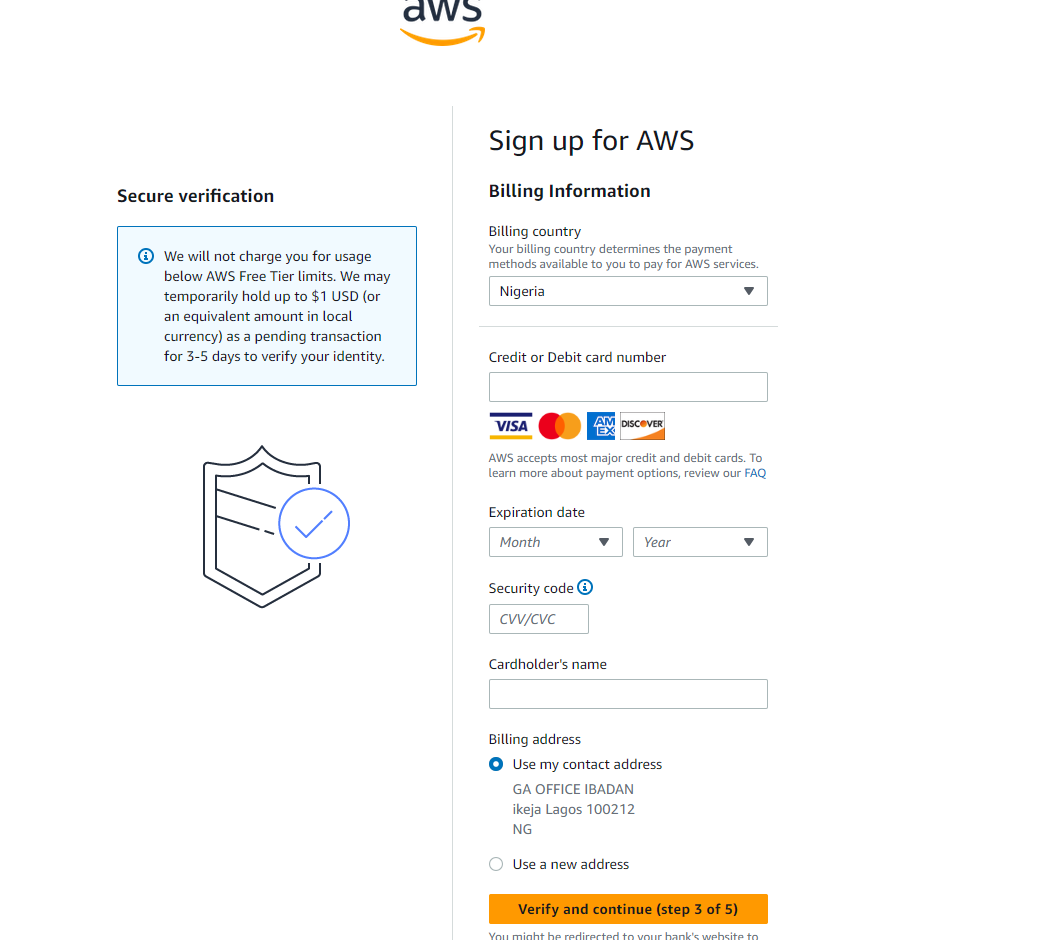 aws
Sign up for AWS
Secure verification
We will not charge you for usage
below AWS Free Tier limits. We may
temporarily hold up to $1 USD (or
an equivalent amount in local
currency) as a pending transaction
for 3-5 days to verify your identity.
Billing Information
Billing country
Your billing country determines the payment
methods available to you to pay for AWS services.
Nigeria
Credit or Debit card number
VISA
AM
EX
DISCOVER
AWS accepts most major credit and debit cards. To
learn more about payment options, review our FAQ
Expiration date
Month
Year
Security code
CVV/CVC
Cardholder's name
Billing address
Use my contact address
GA OFFICE IBADAN
ikeja Lagos 100212
NG
Use a new address
Verify and continue (step 3 of 5)
You might be redirected to your bank's website to